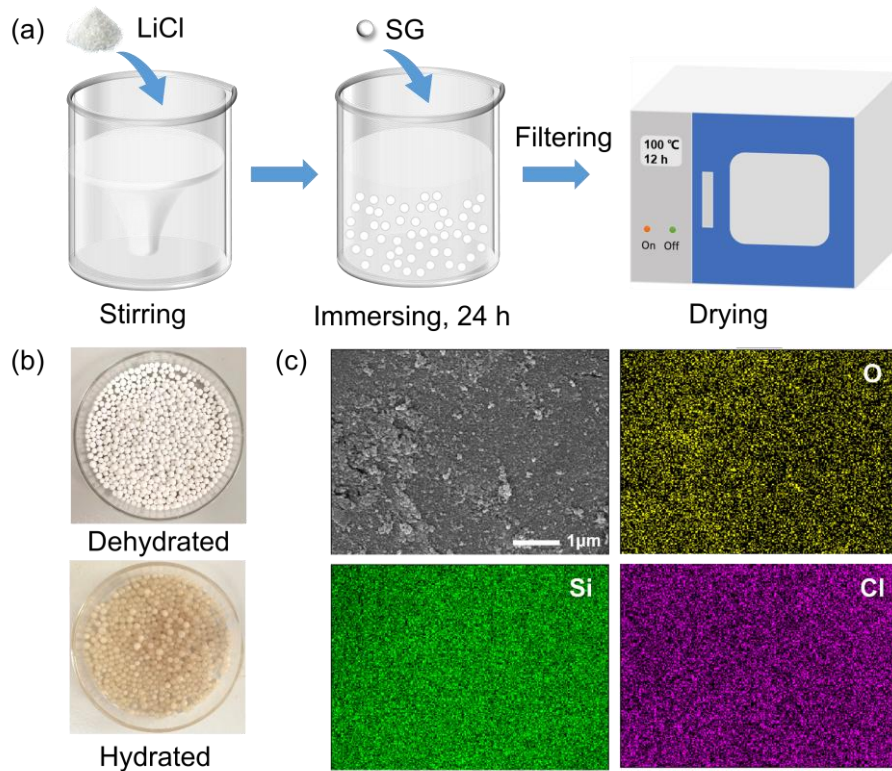 (a)
LiCl
SG
Filtering
100 ℃
12 h
On Off
Stirring
Immersing, 24 h
Drying
(b)
Dehydrated
Hydrated
(c)
1μm
O
Si
Cl